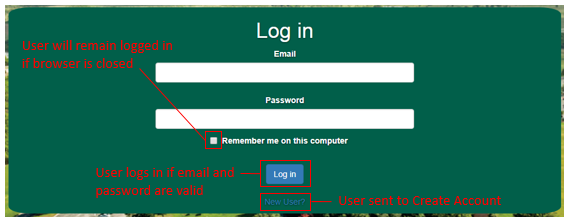 Log in
User will remain logged in
if browser is closed
Email
Password
Remember me on this computer
User logs in if email and
password are valid
Log in
New User?
User sent to Create Account